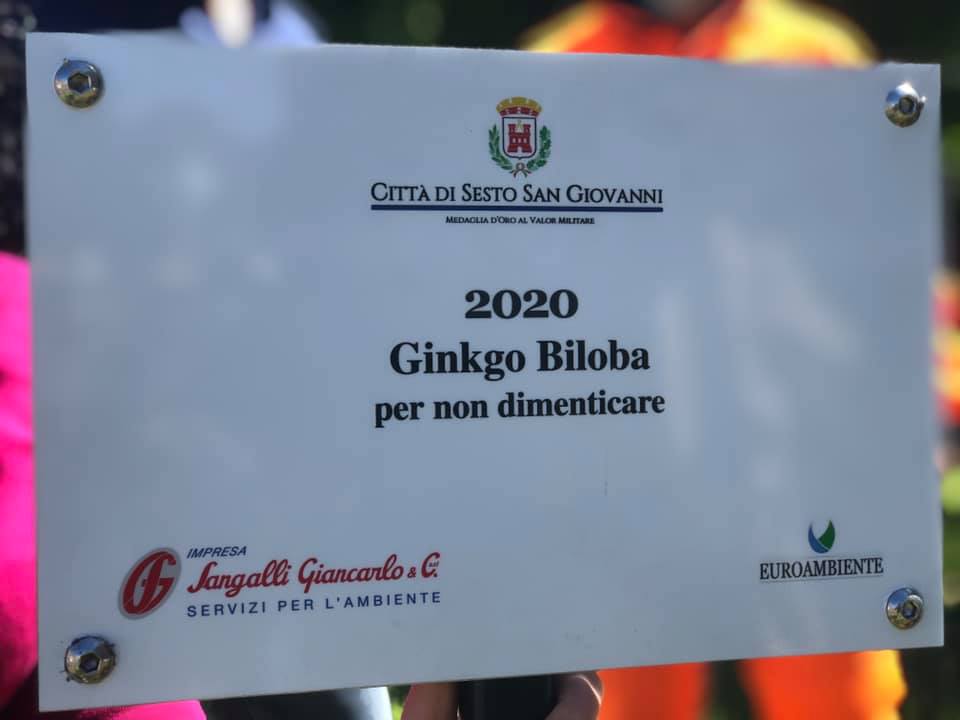 CITTÀ DI SESTO SAN GIOVANNI
MEDAGLIA D'ORO AL VALOR MILITARE
2020
Ginkgo Biloba
per non dimenticare
IMPRESA
Sangalli Giancarlo & C. srl
SERVIZI PER L'AMBIENTE
EUROAMBIENTE